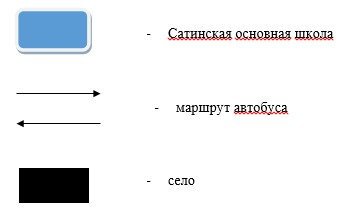 - Сатинская основная школа
- маршрут автобуса
- село